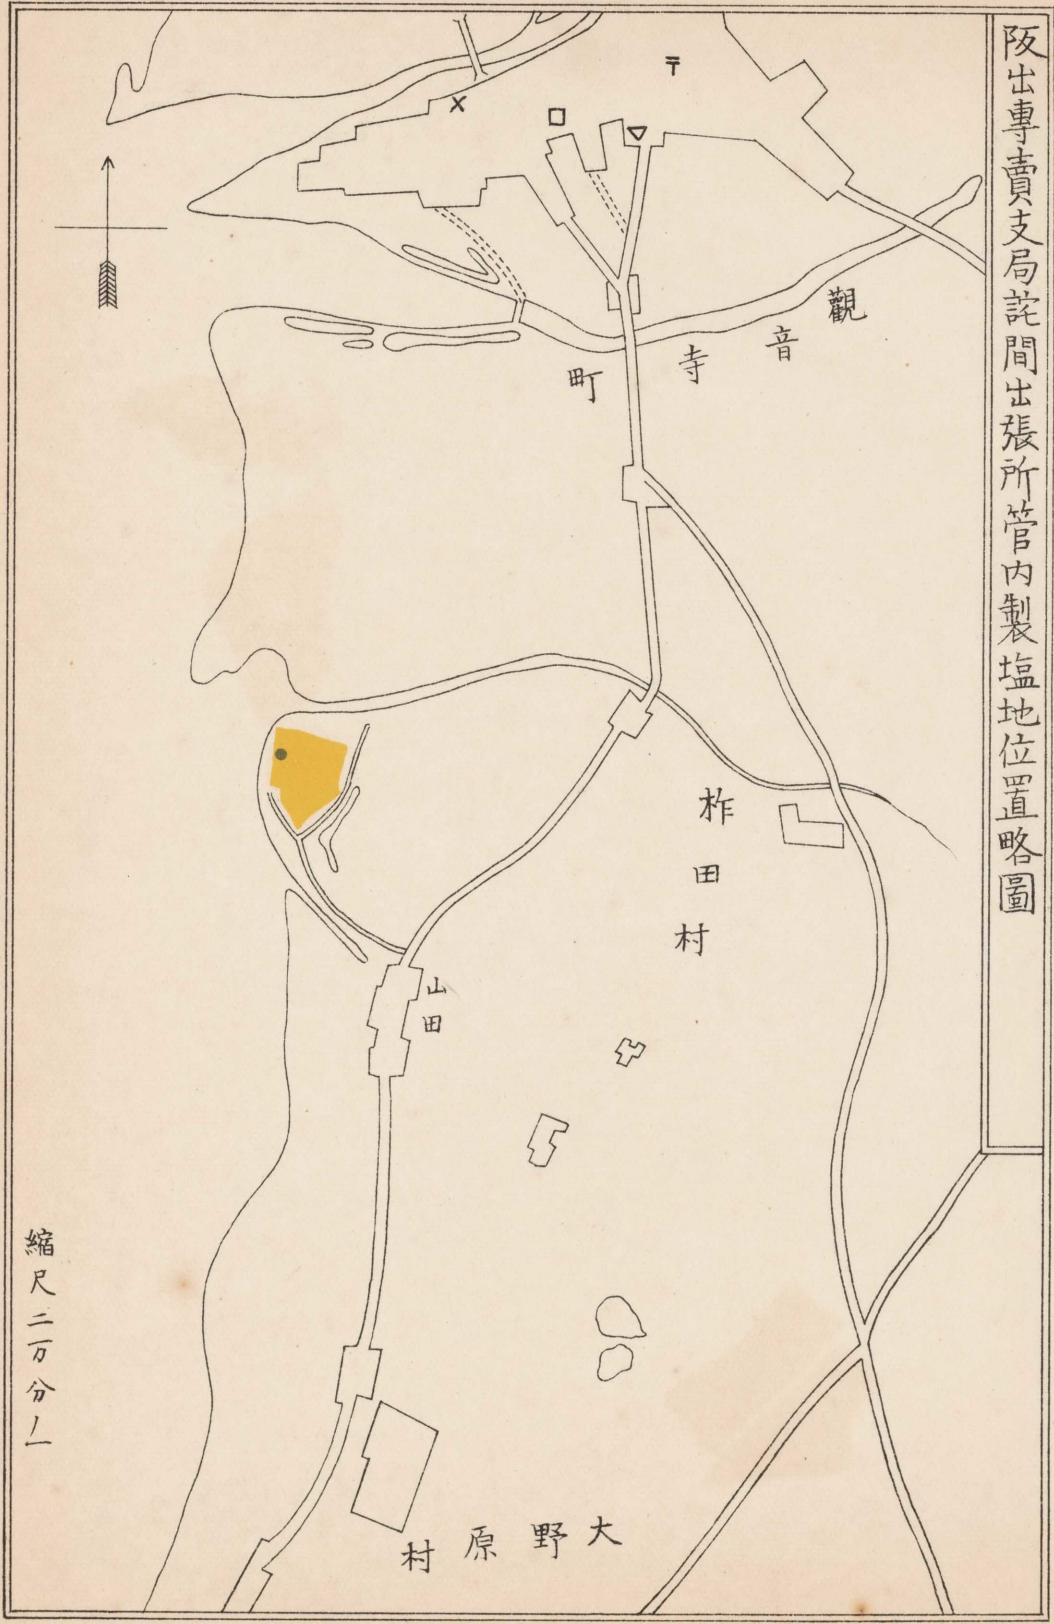 阪出專賣支局詫間出張所管内製塩地位置略圖
〒
觀音寺町
柞田村
山田
大野原村
縮尺二万分ノ一